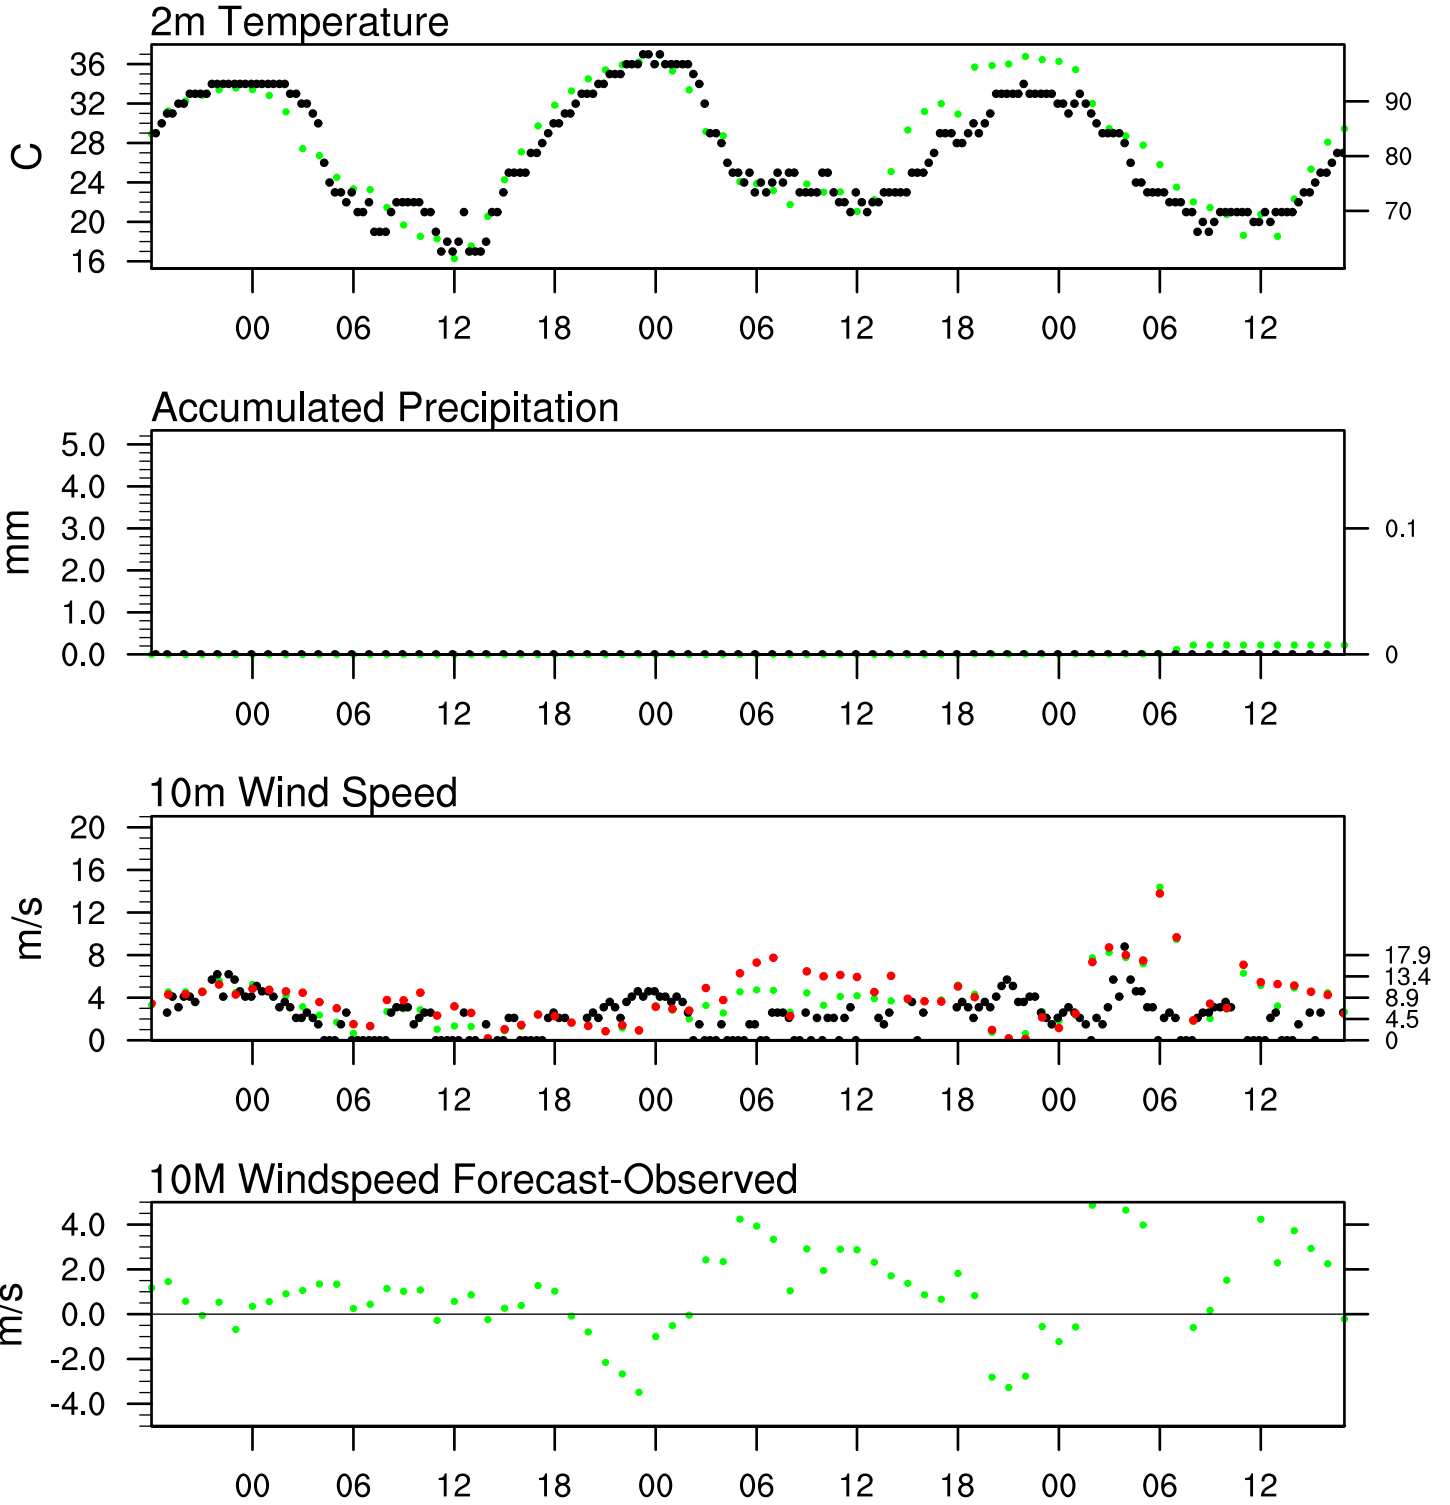 2m Temperature
36
32
28
24
20
16
C
90
80
70
00 06 12 18 00 06 12 18 00 06 12
Accumulated Precipitation
5.0
4.0
3.0
2.0
1.0
0.0
mm
0.1
0
00 06 12 18 00 06 12 18 00 06 12
10m Wind Speed
20
16
12
8
4
0
m/s
17.9
13.4
8.9
4.5
0
00 06 12 18 00 06 12 18 00 06 12
10M Windspeed Forecast-Observed
4.0
2.0
0.0
-2.0
-4.0
m/s
00 06 12 18 00 06 12 18 00 06 12